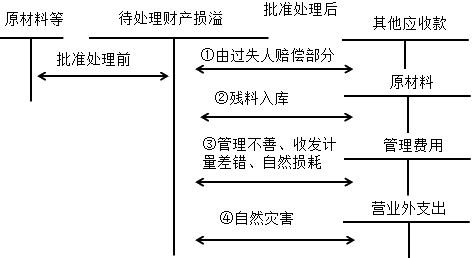 原材料等
待处理财产损溢
批准处理后
其他应收款
批准处理前
①由过失人赔偿部分
原材料
②残料入库
③管理不善、收发计
量差错、自然损耗
管理费用
营业外支出
④自然灾害